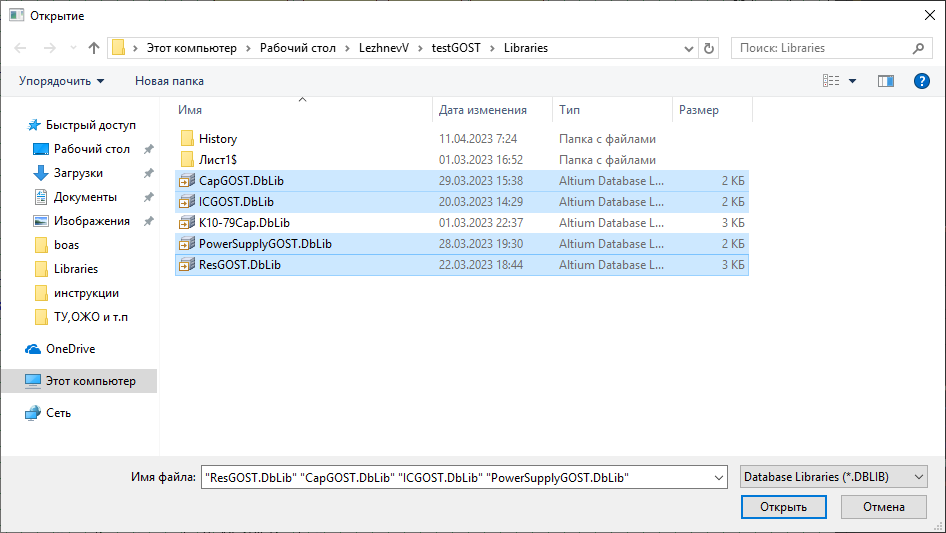 Открытие
Этот компьютер > Рабочий стол > LezhnevV > testGOST > Libraries
Поиск: Libraries
Упорядочить Новая папка
?
Имя Дата изменения Тип Размер
Быстрый доступ
Рабочий стол
Загрузки
Документы
Изображения
boas
Libraries
инструкции
ТУ,ОЖО и т.п
OneDrive
Этот компьютер
Сеть
History 11.04.2023 7:24 Папка с файлами
Лист1$ 01.03.2023 16:52 Папка с файлами
CapGOST.DbLib 29.03.2023 15:38 Altium Database L... 2 КБ
ICGOST.DbLib 20.03.2023 14:29 Altium Database L... 2 КБ
K10-79Cap.DbLib 01.03.2023 22:37 Altium Database L... 3 КБ
PowerSupplyGOST.DbLib 28.03.2023 19:30 Altium Database L... 2 КБ
ResGOST.DbLib 22.03.2023 18:44 Altium Database L... 3 КБ
Имя файла: "ResGOST.DbLib" "CapGOST.DbLib" "ICGOST.DbLib" "PowerSupplyGOST.DbLib"
Database Libraries (*.DBLIB)
Открыть Отмена